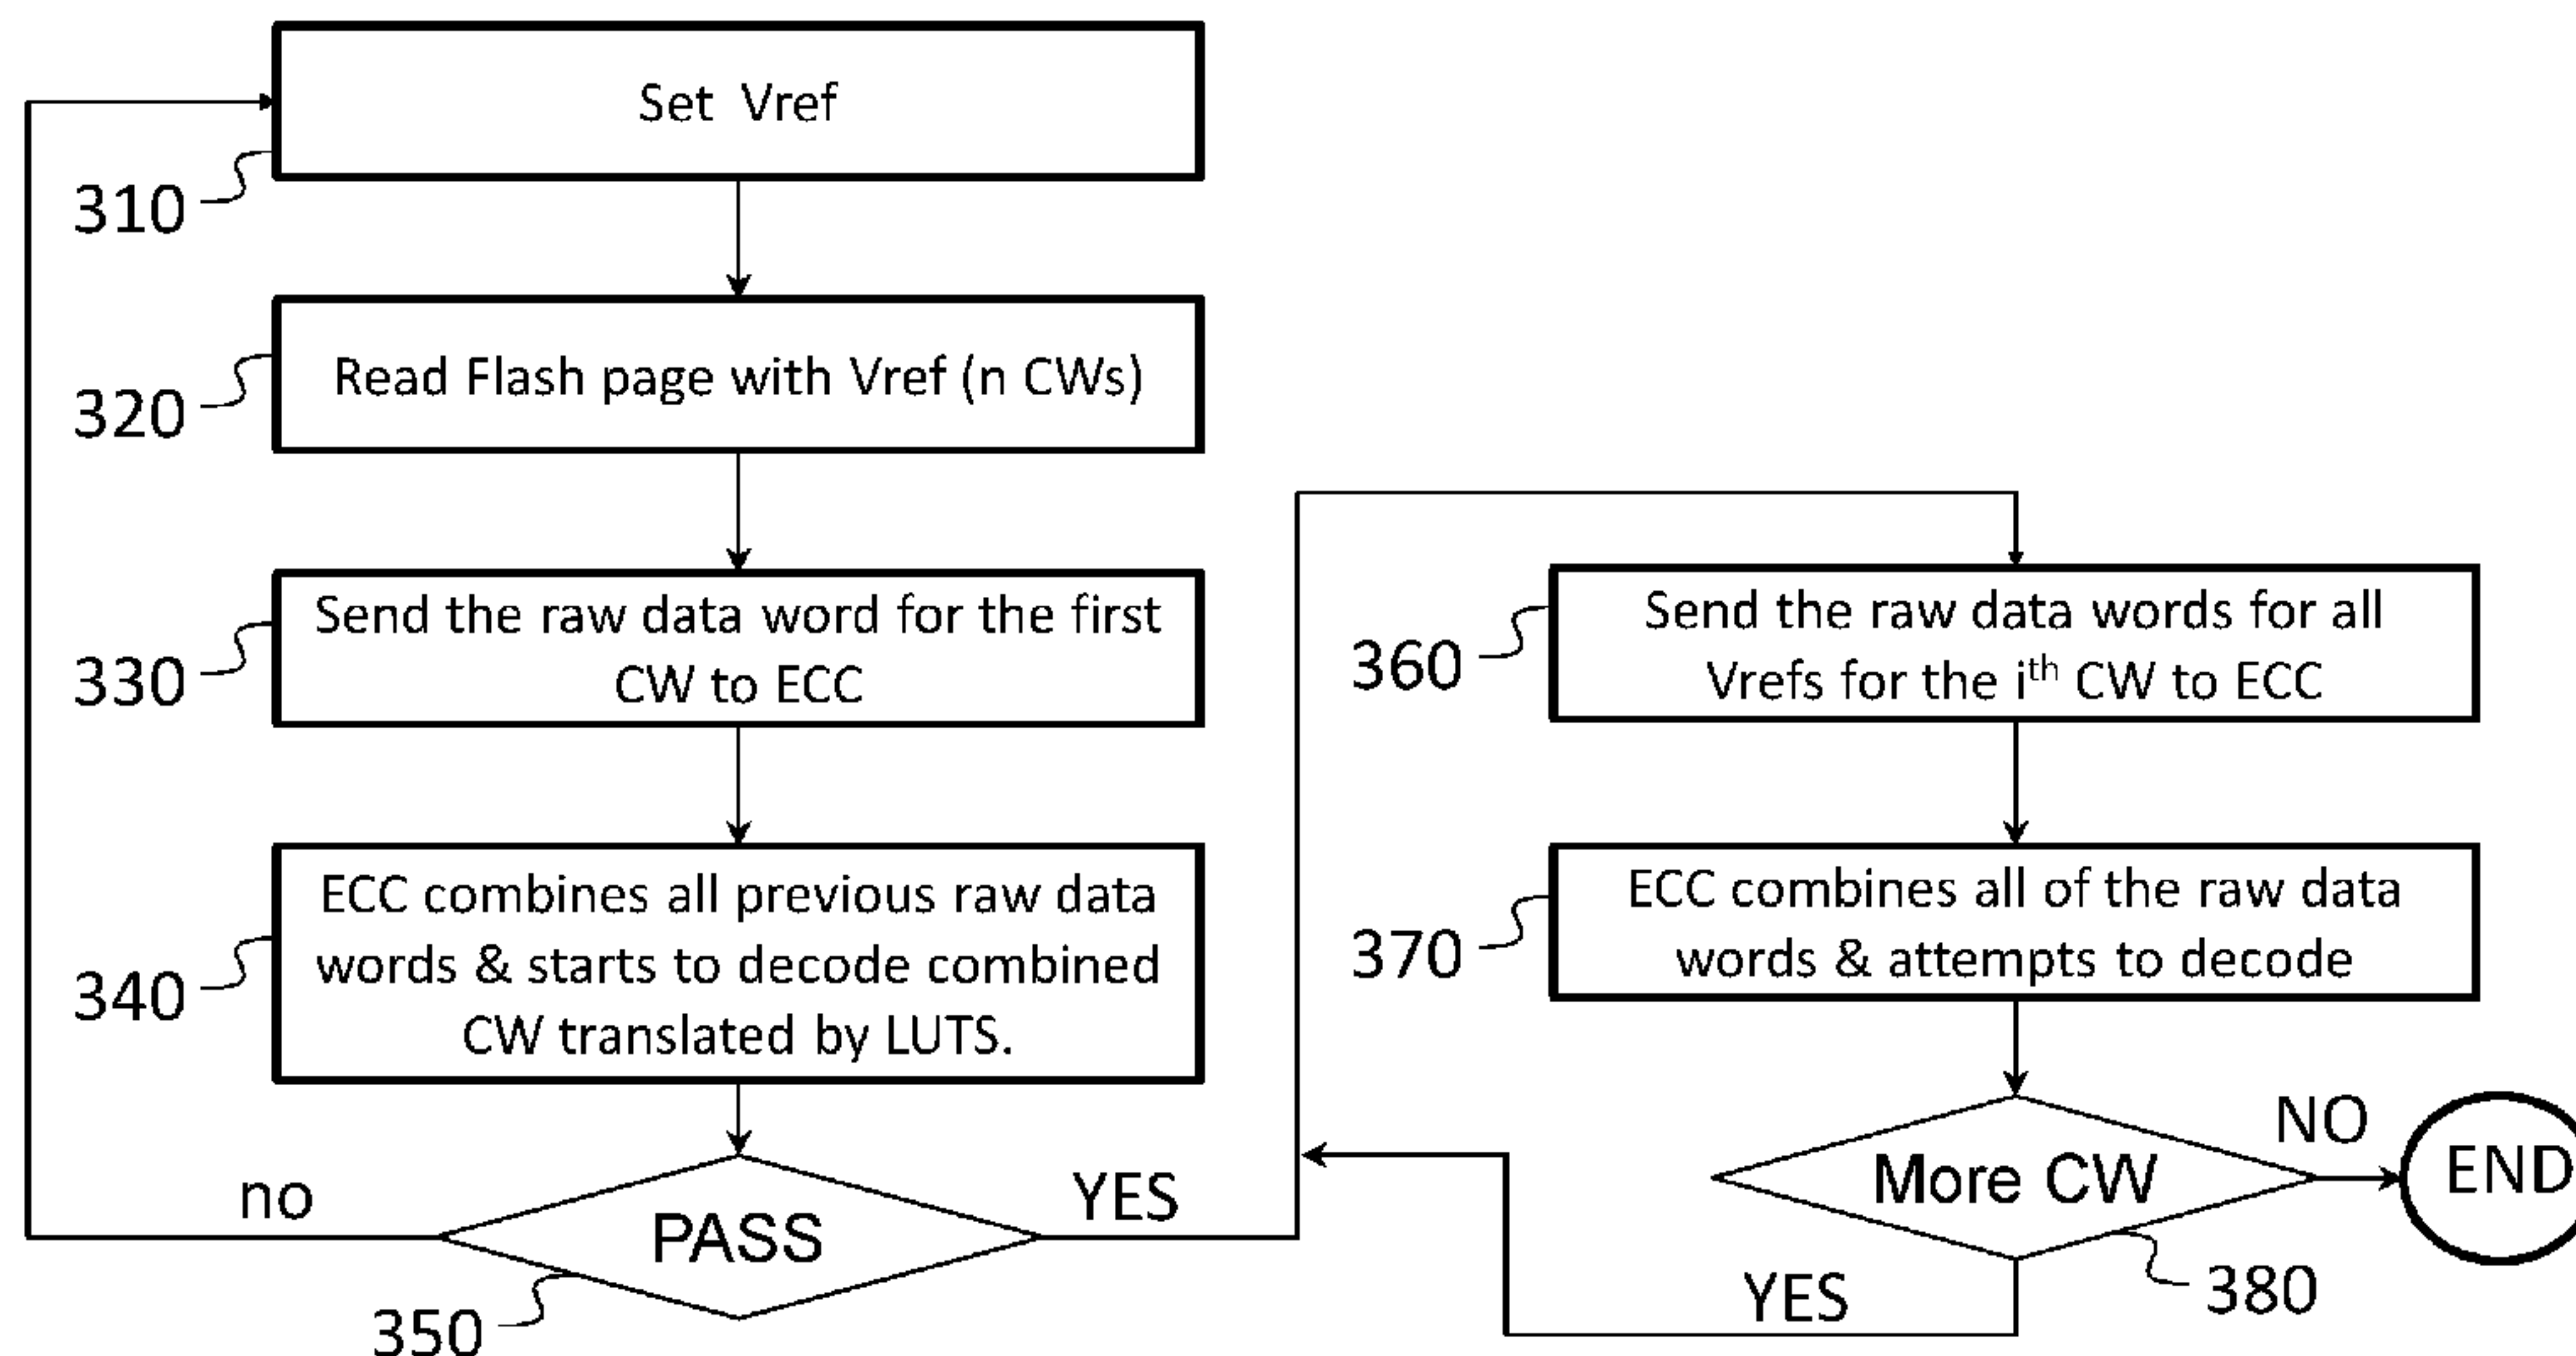 Set Vref
310
Read Flash page with Vref (n CWs)
320
Send the raw data word for the first
CW to ECC
330
ECC combines all previous raw data
words & starts to decode combined
CW translated by LUTS.
340
no
PASS
YES
350
Send the raw data words for all
Vrefs for the ith CW to ECC
360
ECC combines all of the raw data
words & attempts to decode
370
More CW
NO
END
YES
380